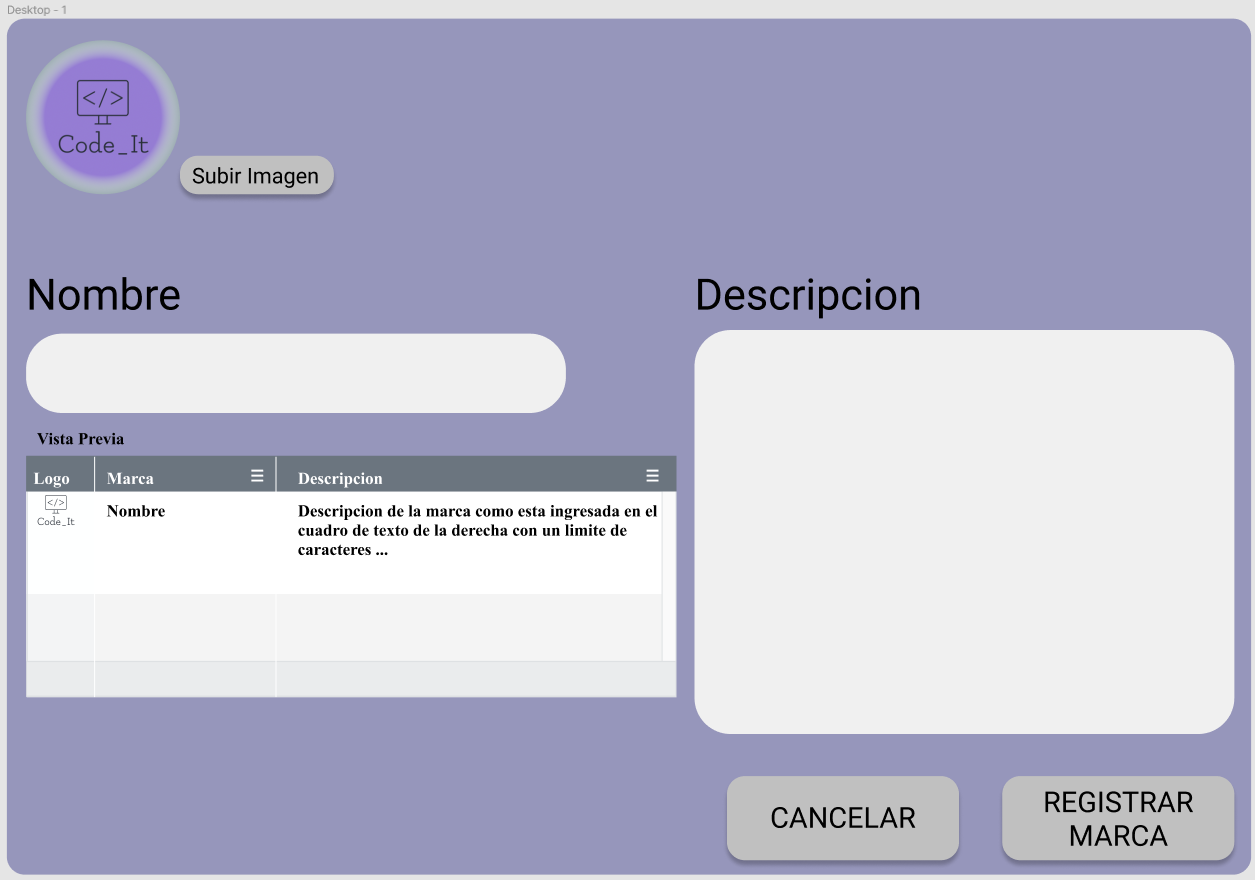 Desktop - 1
</>
Code_It
Subir Imagen
Nombre
Descripcion
Vista Previa
Logo Marca Descripcion
</>
Code_It
Nombre
Descripcion de la marca como esta ingresada en el
cuadro de texto de la derecha con un limite de
caracteres ...
CANCELAR
REGISTRAR
MARCA